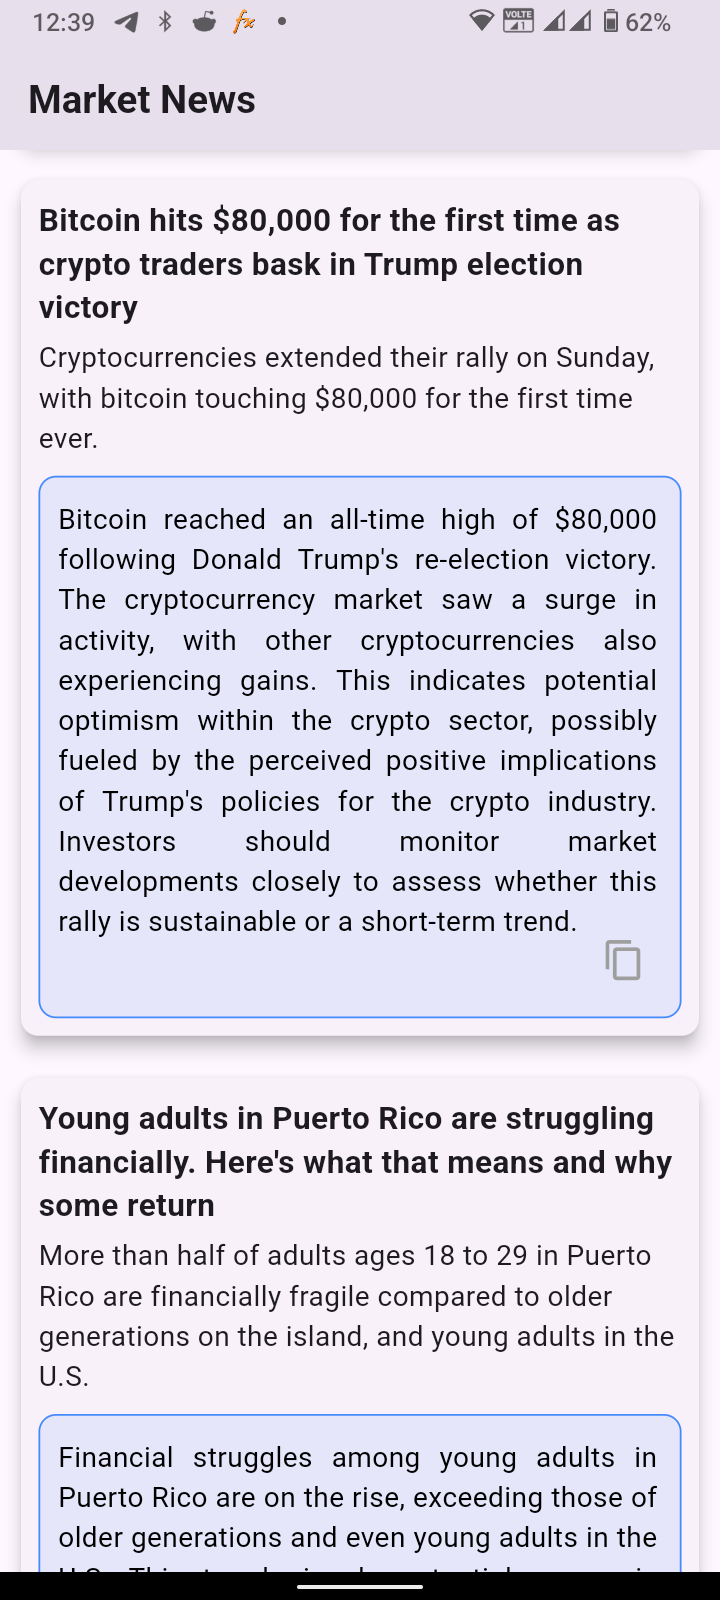 12:39 fx VOLTE 1 62%
Market News
Bitcoin hits $80,000 for the first time as
crypto traders bask in Trump election
victory
Cryptocurrencies extended their rally on Sunday,
with bitcoin touching $80,000 for the first time
ever.
Bitcoin reached an all-time high of $80,000
following Donald Trump's re-election victory.
The cryptocurrency market saw a surge in
activity, with other cryptocurrencies also
experiencing gains. This indicates potential
optimism within the crypto sector, possibly
fueled by the perceived positive implications
of Trump's policies for the crypto industry.
Investors should monitor market
developments closely to assess whether this
rally is sustainable or a short-term trend.
Young adults in Puerto Rico are struggling
financially. Here's what that means and why
some return
More than half of adults ages 18 to 29 in Puerto
Rico are financially fragile compared to older
generations on the island, and young adults in the
U.S.
Financial struggles among young adults in
Puerto Rico are on the rise, exceeding those of
older generations and even young adults in the